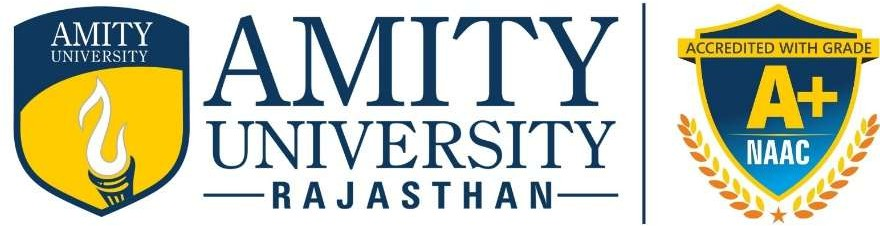 AMITY
UNIVERSITY
AMITY
UNIVERSITY
RAJASTHAN
ACCREDITED WITH GRADE
A+
NAAC